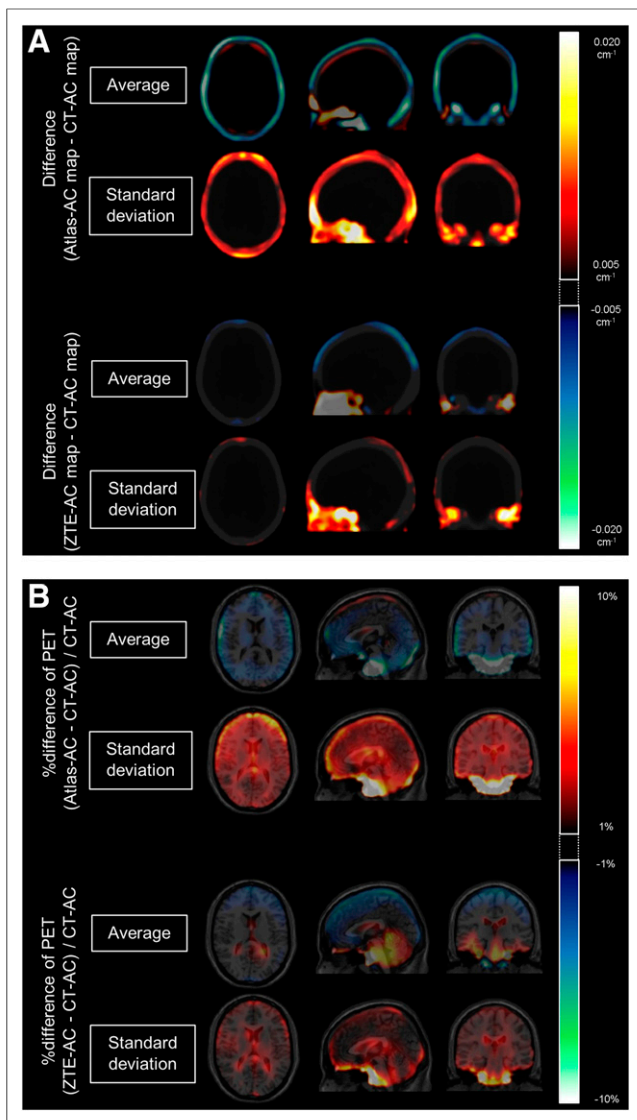 A
Difference
(Atlas-AC map - CT-AC map)
Average
Standard
deviation
Difference
(ZTE-AC map - CT-AC map)
Average
Standard
deviation
0.020
cm-1
0.005
cm-1
-0.005
cm-1
-0.020
cm-1
B
%difference of PET
(Atlas-AC - CT-AC) / CT-AC
Average
Standard
deviation
%difference of PET
(ZTE-AC - CT-AC) / CT-AC
Average
Standard
deviation
10%
1%
-1%
-10%